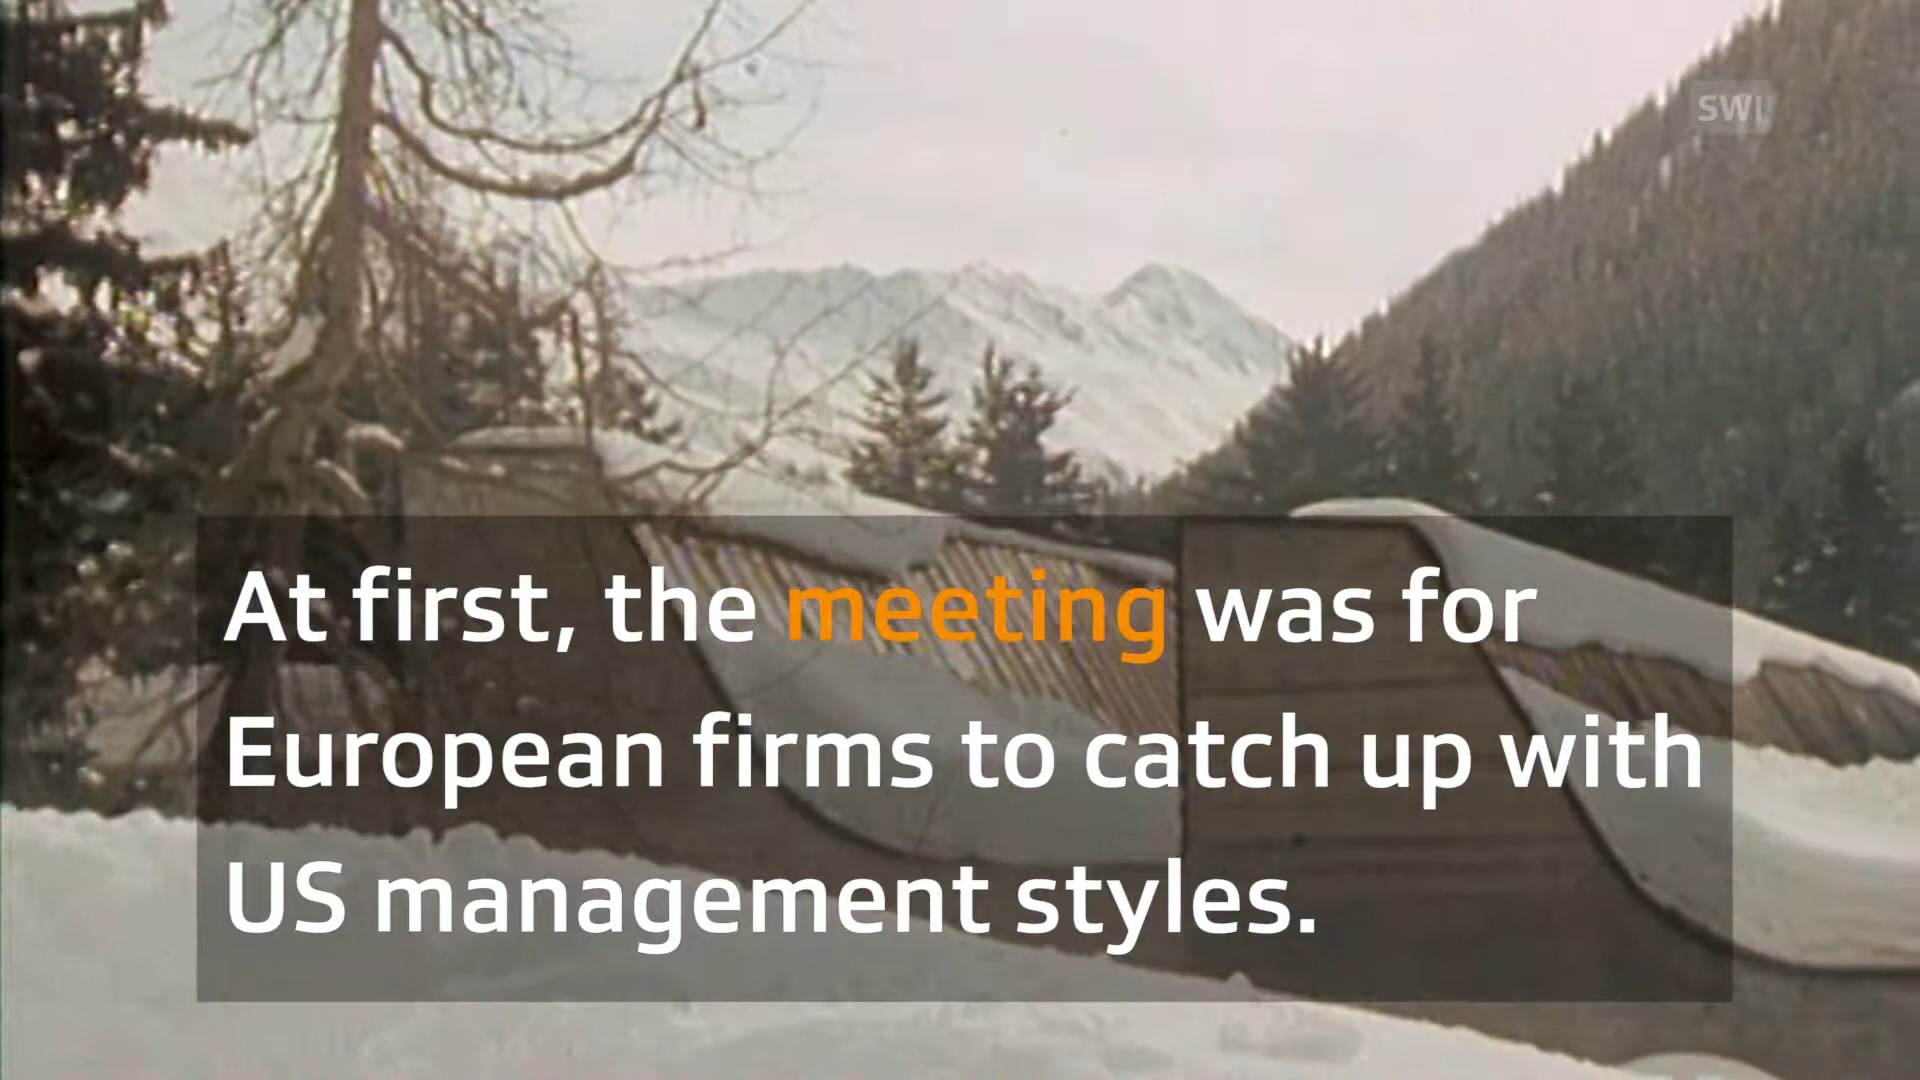 SWI
At first, the meeting was for
European firms to catch up with
US management styles.